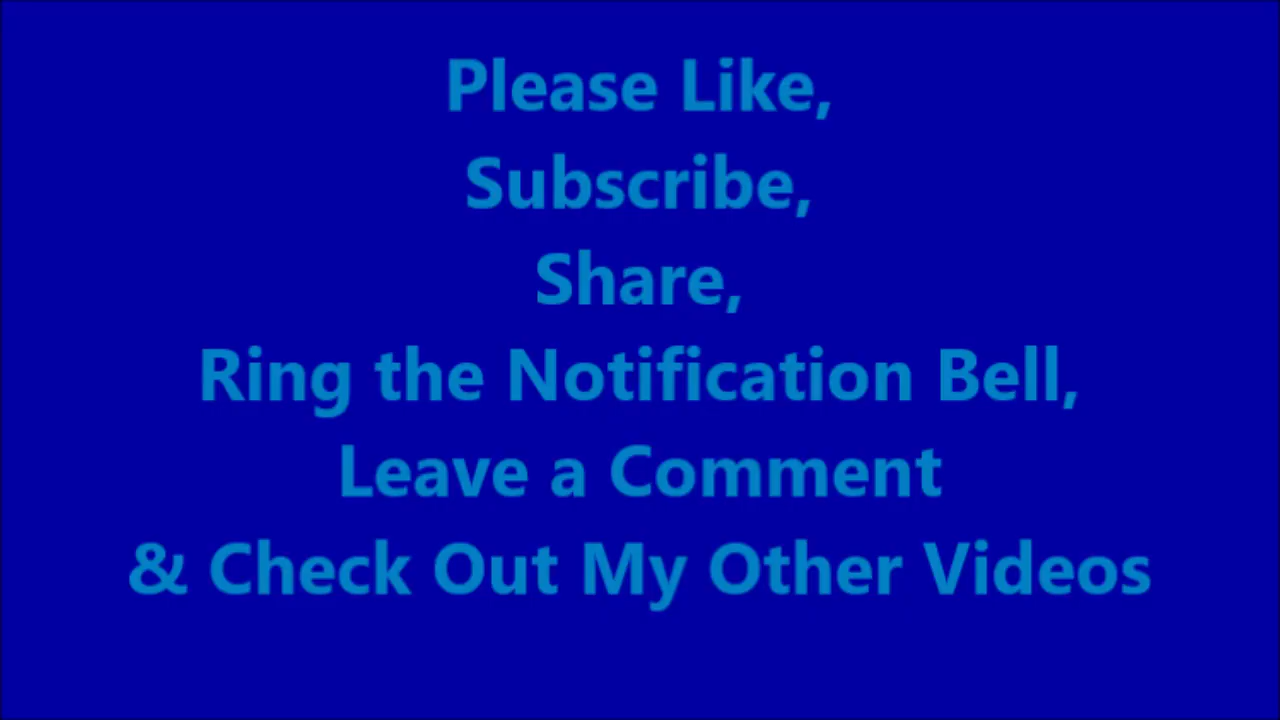 Please Like,
Subscribe,
Share,
Ring the Notification Bell,
Leave a Comment
& Check Out My Other Videos